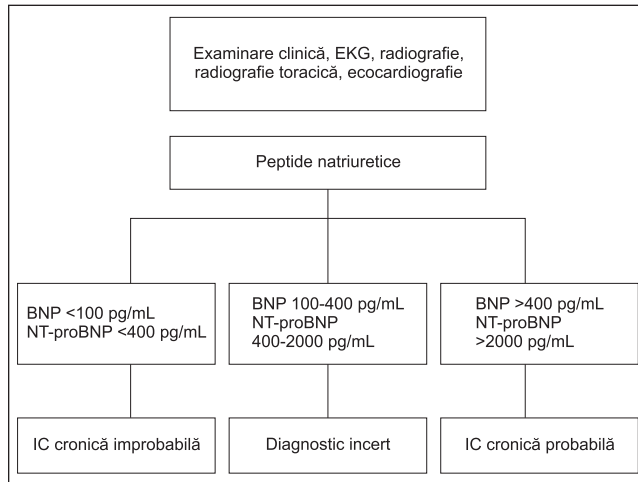 Examinare clinică, EKG, radiografie,
radiografie toracică, ecocardiografie
Peptide natriuretice
BNP <100 pg/mL
NT-proBNP <400 pg/mL
BNP 100-400 pg/mL
NT-proBNP
400-2000 pg/mL
BNP >400 pg/mL
NT-proBNP
>2000 pg/mL
IC cronică improbabilă
Diagnostic incert
IC cronică probabilă